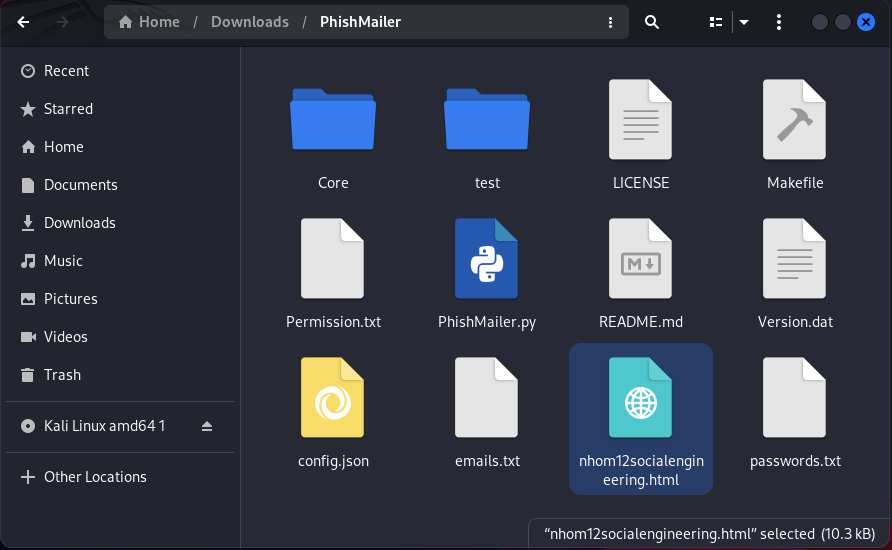 Home / Downloads / PhishMailer
Recent
Starred
Home
Documents
Downloads
Music
Pictures
Videos
Trash
Kali Linux amd64 1
Other Locations
Core
test
LICENSE
Makefile
Permission.txt
PhishMailer.py
README.md
Version.dat
config.json
emails.txt
nhom12socialengin
eering.html
passwords.txt
“nhom12socialengineering.html” selected (10.3 kB)